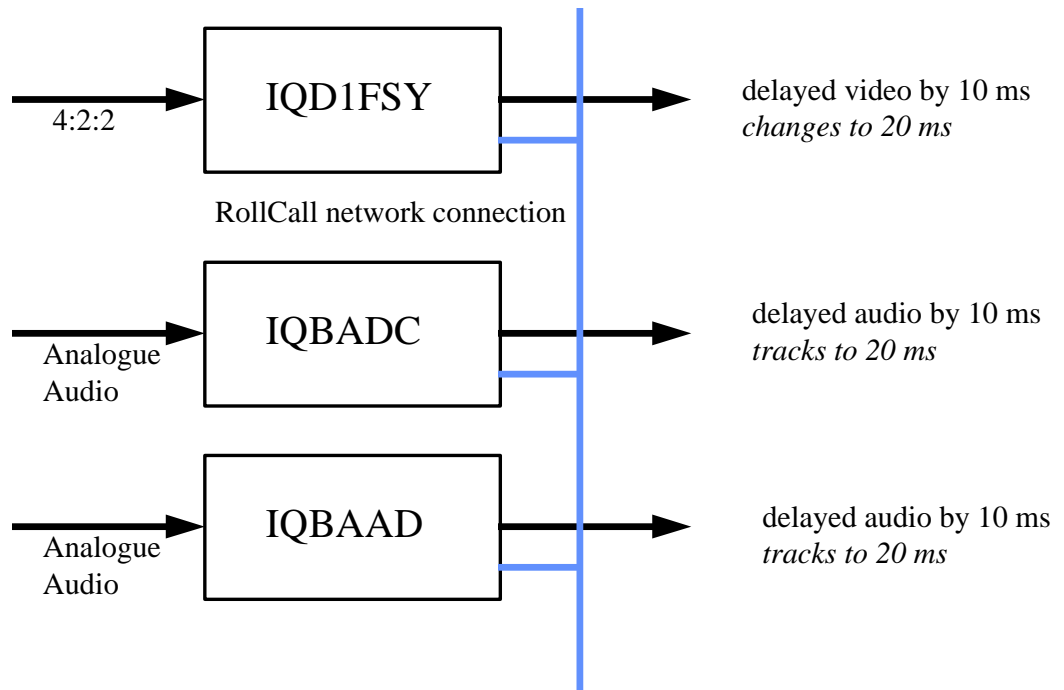 IQD1FSY
4:2:2
delayed video by 10 ms
changes to 20 ms
RollCall network connection
IQBADC
Analogue
Audio
delayed audio by 10 ms
tracks to 20 ms
IQBAAD
Analogue
Audio
delayed audio by 10 ms
tracks to 20 ms